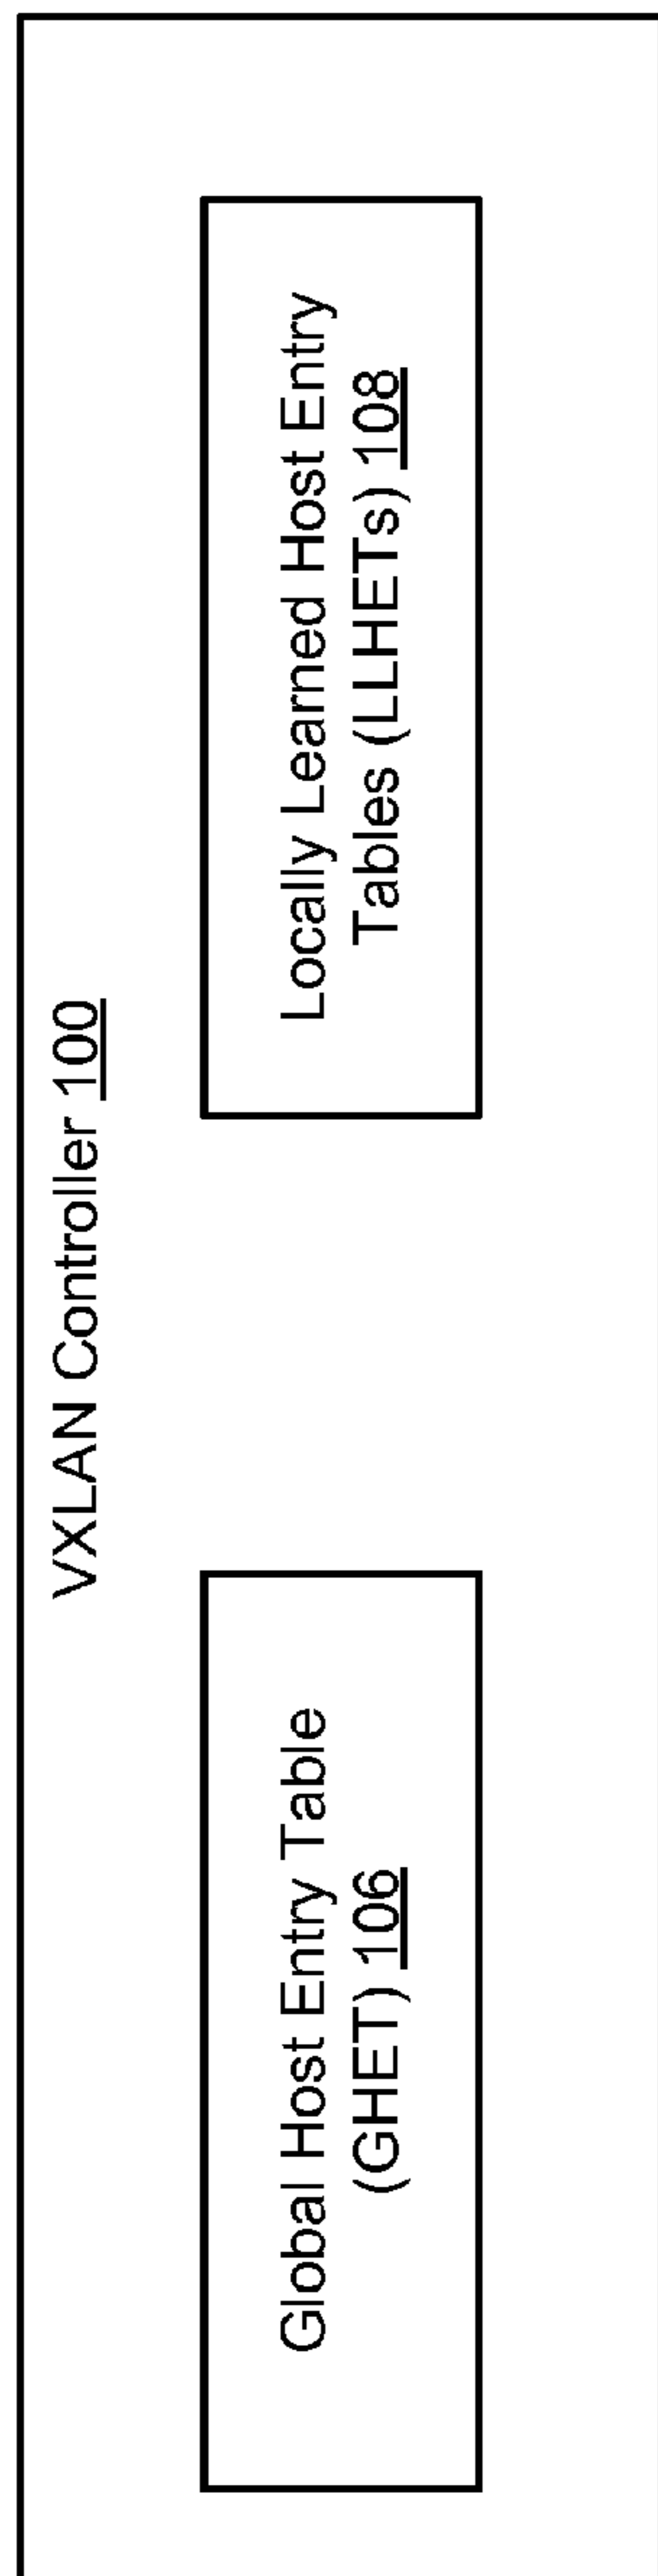 VXLAN Controller 100
Global Host Entry Table
(GHET) 106
Locally Learned Host Entry
Tables (LLHETs) 108